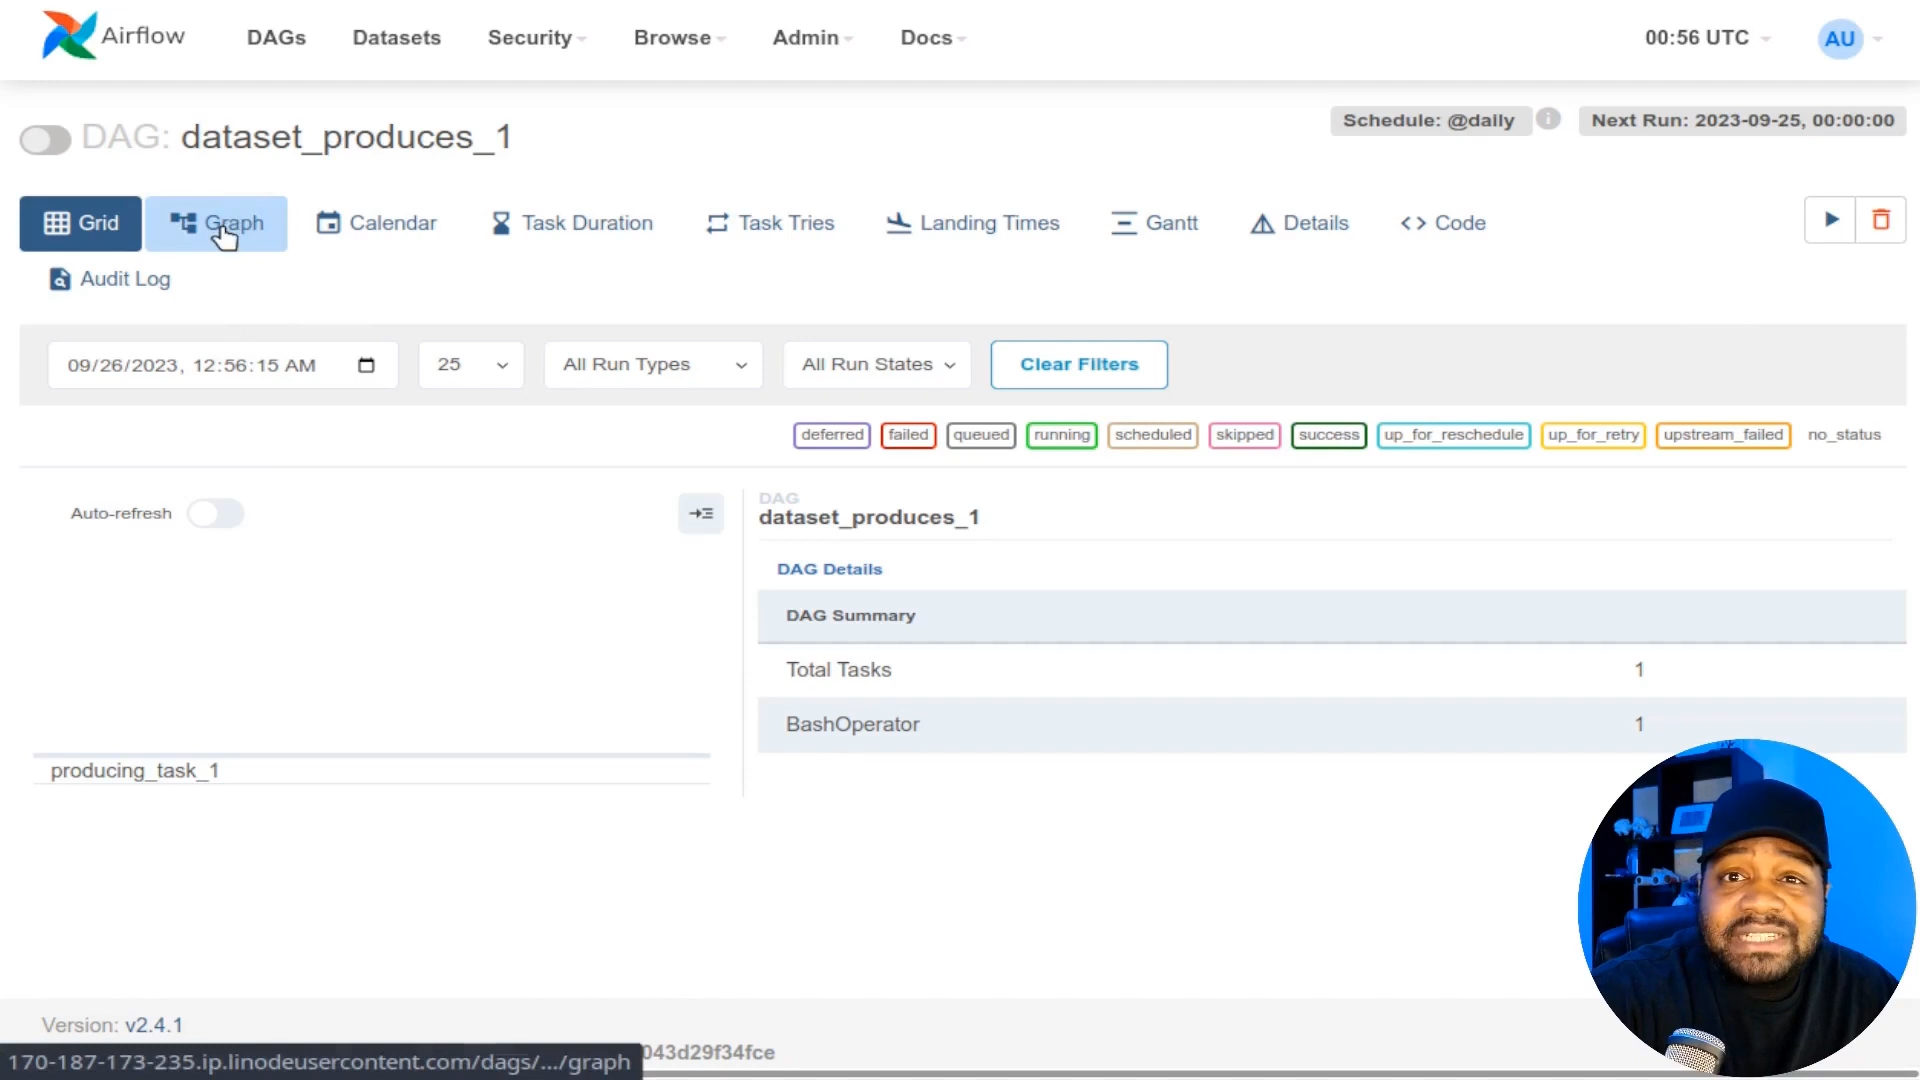 Airflow
DAGs
Datasets
Security
Browse
Admin
Docs
00:56 UTC
AU
DAG: dataset_produces_1
Schedule: @daily
Next Run: 2023-09-25, 00:00:00
Grid
Graph
Calendar
Task Duration
Task Tries
Landing Times
Gantt
Details
Code
Audit Log
09/26/2023, 12:56:15 AM
25
All Run Types
All Run States
Clear Filters
deferred
failed
queued
running
scheduled
skipped
success
up_for_reschedule
up_for_retry
upstream_failed
no_status
Auto-refresh
DAG
dataset_produces_1
DAG Details
DAG Summary
Total Tasks 1
BashOperator 1
producing_task_1
Version: v2.4.1
043d29f34fce
170-187-173-235.ip.linodeusercontent.com/dags/.../graph